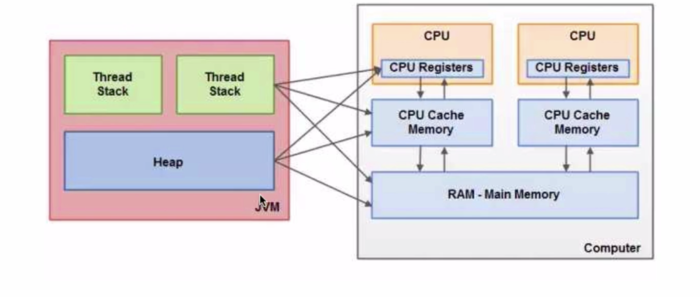 Thread
Stack
Thread
Stack
Heap
JVM
CPU
CPU Registers
CPU Cache
Memory
CPU
CPU Registers
CPU Cache
Memory
RAM - Main Memory
Computer